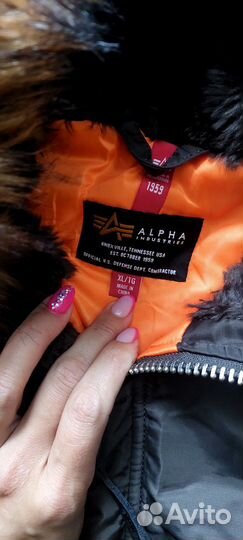 1959
ALPHA
INDUSTRIES
KNOXVILLE, TENNESSEE USA
EST. OCTOBER 1959
OFFICIAL U.S. DEFENSE DEPT. CONTRACTOR
XL/TG
MADE IN
CHINA
Avito